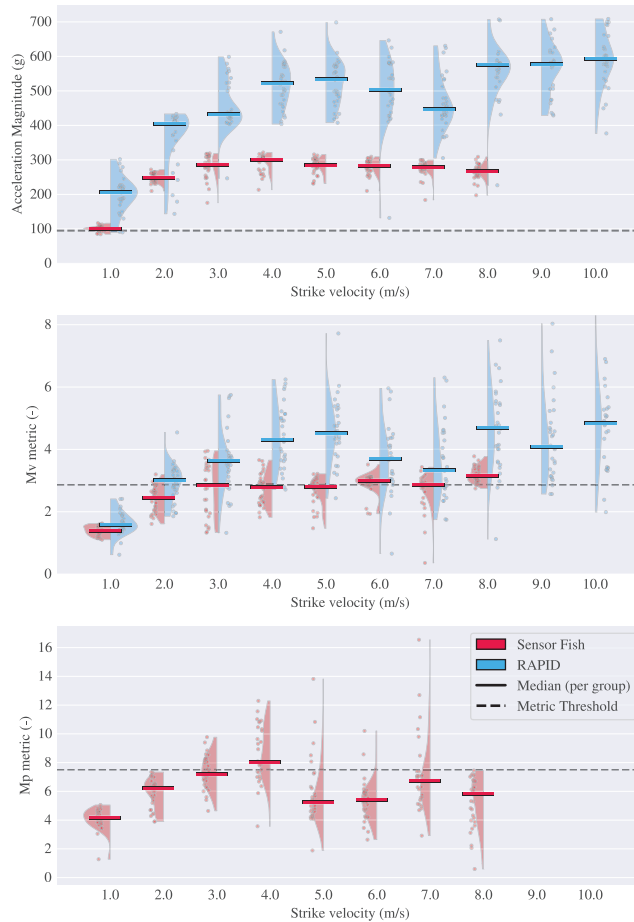 700
600
500
400
300
200
100
0
Acceleration Magnitude (g)
1.0 2.0 3.0 4.0 5.0 6.0 7.0 8.0 9.0 10.0
Strike velocity (m/s)
8
6
4
2
0
Mv metric (-)
1.0 2.0 3.0 4.0 5.0 6.0 7.0 8.0 9.0 10.0
Strike velocity (m/s)
16
14
12
10
8
6
4
2
0
Mp metric (-)
Sensor Fish
RAPID
Median (per group)
Metric Threshold
1.0 2.0 3.0 4.0 5.0 6.0 7.0 8.0 9.0 10.0
Strike velocity (m/s)